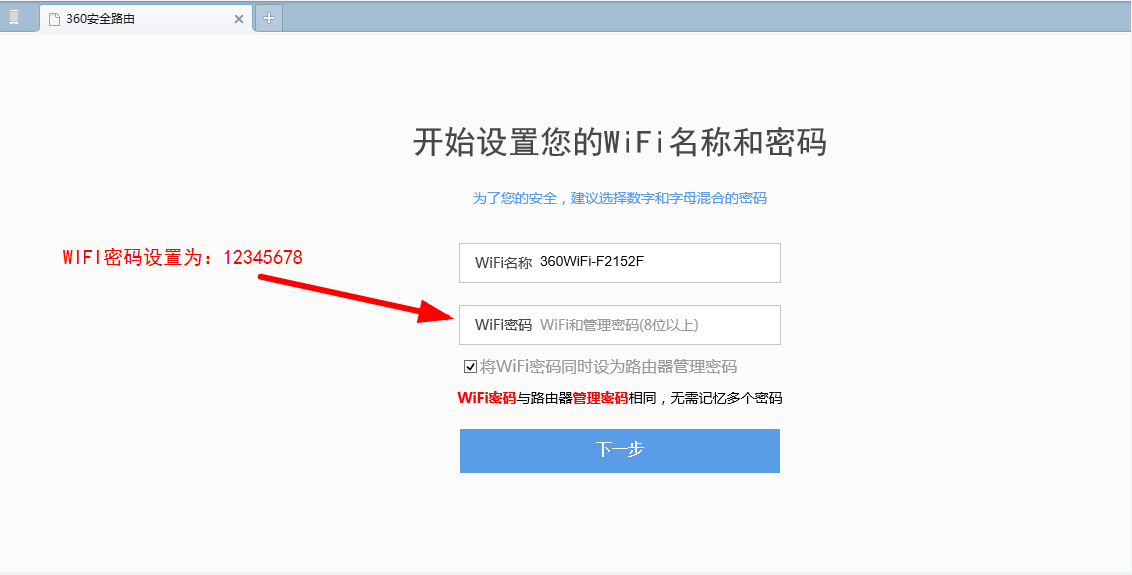 360安全路由
开始设置您的WiFi名称和密码
为了您的安全，建议选择数字和字母混合的密码
WIFI密码设置为：12345678
WiFi名称 360WiFi-F2152F
WiFi密码 WiFi和管理密码(8位以上)
将WiFi密码同时设为路由器管理密码
WiFi密码与路由器管理密码相同，无需记忆多个密码
下一步